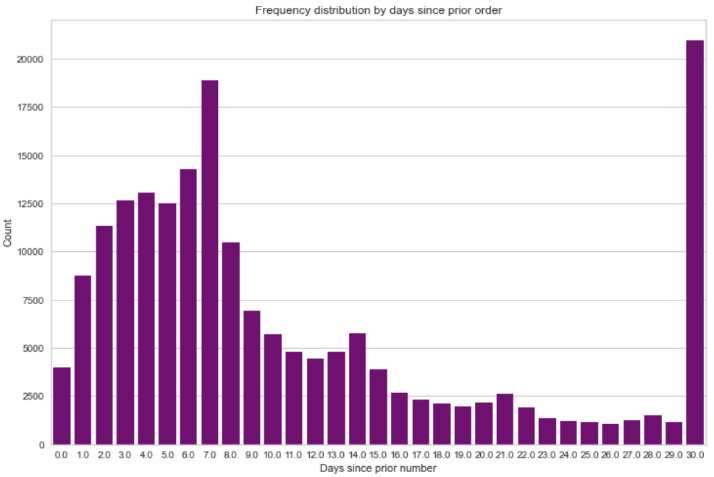 Frequency distribution by days since prior order
Count
20000
17500
15000
12500
10000
7500
5000
2500
0
0.0 1.0 2.0 3.0 4.0 5.0 6.0 7.0 8.0 9.0 10.0 11.0 12.0 13.0 14.0 15.0 16.0 17.0 18.0 19.0 20.0 21.0 22.0 23.0 24.0 25.0 26.0 27.0 28.0 29.0 30.0
Days since prior number